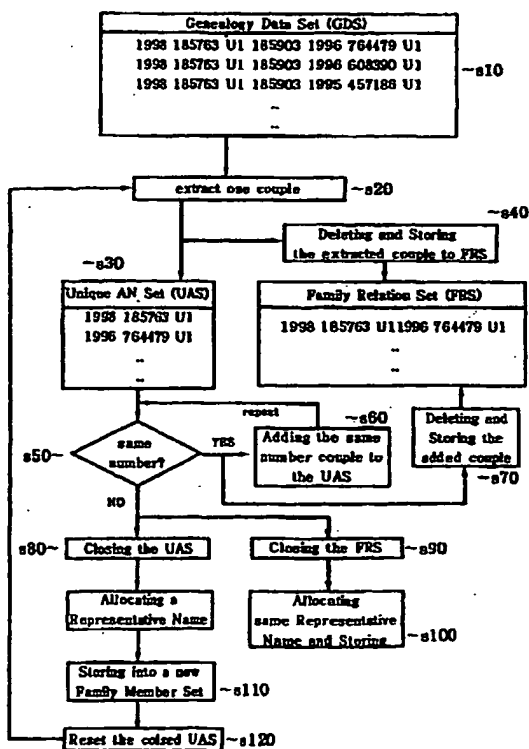 Genealogy Data Set (GDS)
1998 185763 U1 185903 1996 764479 U1
1998 185763 U1 185903 1996 608390 U1
1998 185763 U1 185903 1995 457186 U1
..
..
~s10
extract one couple
~s20
~s40
Deleting and Storing
the extracted couple to FRS
~s30
Unique AN Set (UAS)
1998 185763 U1
1996 764479 U1
..
..
Family Relation Set (FRS)
1998 185763 U11996 764479 U1
..
..
repeat
~s60
s50~
same
number?
YES
Adding the same
number couple to
the UAS
Deleting and
Storing the
added couple
~s70
NO
s80~
Closing the UAS
Closing the FRS
~s90
Allocating a
Representative Name
Allocating
same Representative
Name and Storing
~s100
Storing into a new
Family Member Set
~s110
Reset the colsed UAS
~s120